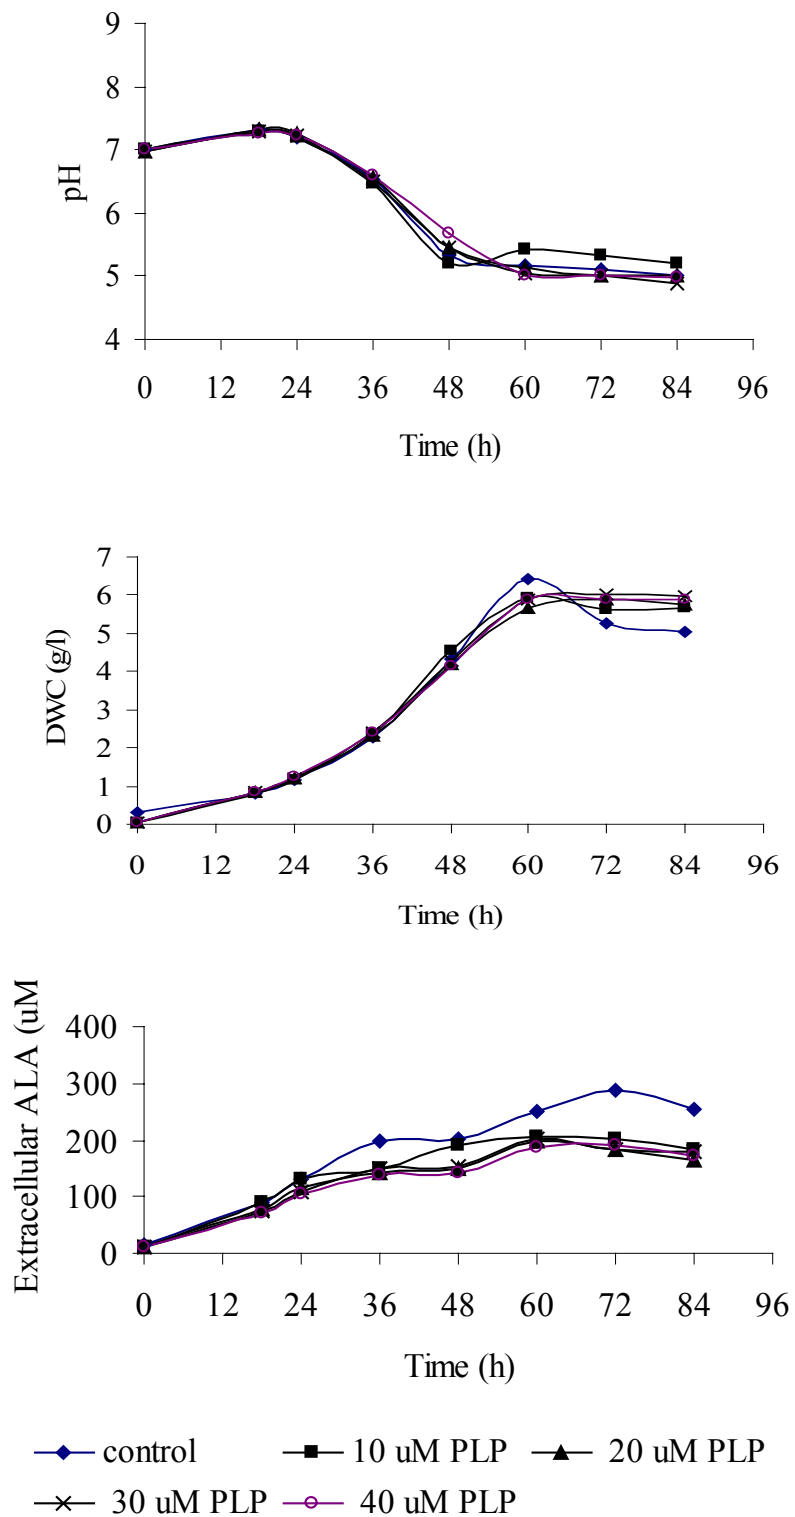 9
8
7
6
5
4
pH
0 12 24 36 48 60 72 84 96
Time (h)
7
6
5
4
3
2
1
0
DWC (g/l)
0 12 24 36 48 60 72 84 96
Time (h)
400
300
200
100
0
Extracellular ALA (uM
0 12 24 36 48 60 72 84 96
Time (h)
control 10 uM PLP 20 uM PLP
30 uM PLP 40 uM PLP